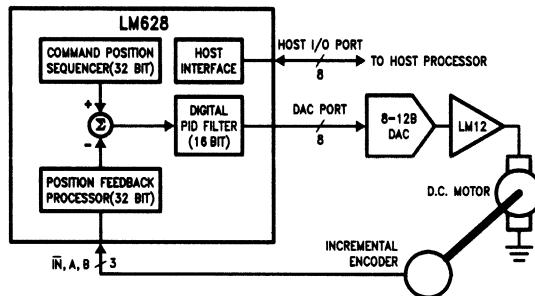 LM628
COMMAND POSITION
SEQUENCER(32 BIT)
HOST
INTERFACE
HOST I/O PORT
8
TO HOST PROCESSOR
+
Σ
-
DIGITAL
PID FILTER
(16 BIT)
DAC PORT
8
8-12B
DAC
LM12
POSITION FEEDBACK
PROCESSOR(32 BIT)
D.C. MOTOR
I̅N̅, A, B
3
INCREMENTAL
ENCODER